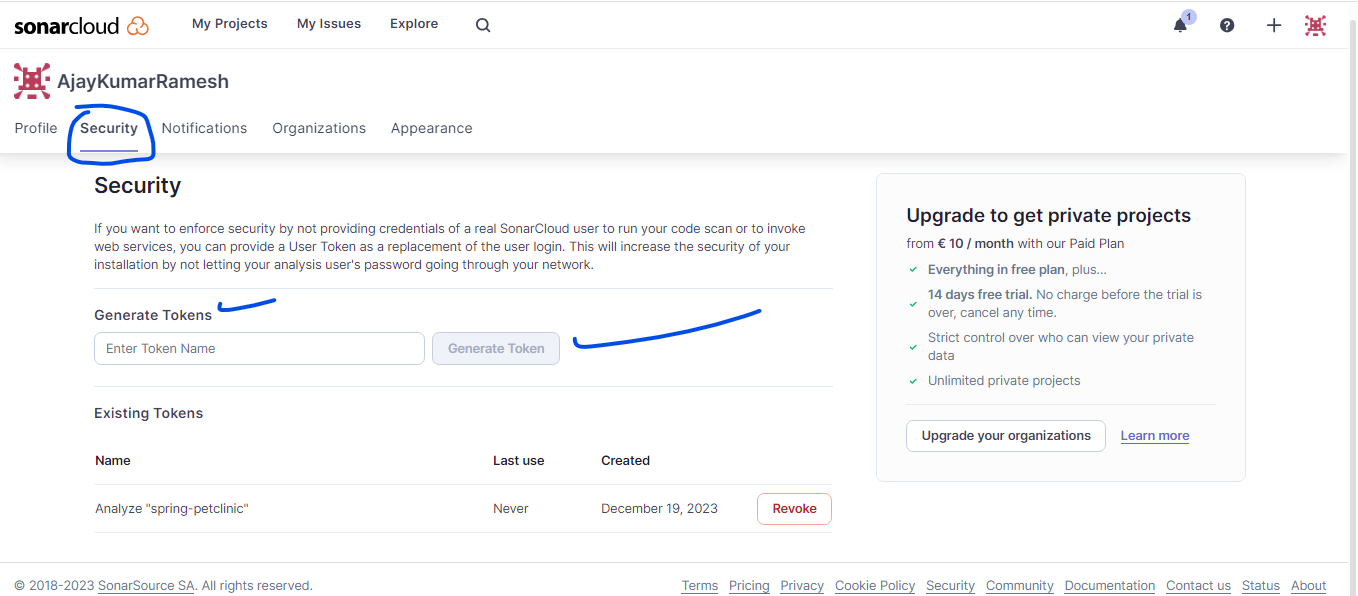 sonarcloud My Projects My Issues Explore 1
AjayKumarRamesh
Profile Security Notifications Organizations Appearance
Security
If you want to enforce security by not providing credentials of a real SonarCloud user to run your code scan or to invoke
web services, you can provide a User Token as a replacement of the user login. This will increase the security of your
installation by not letting your analysis user's password going through your network.
Generate Tokens
Enter Token Name Generate Token
Existing Tokens
Name Last use Created
Analyze "spring-petclinic" Never December 19, 2023 Revoke
Upgrade to get private projects
from € 10 / month with our Paid Plan
Everything in free plan, plus...
14 days free trial. No charge before the trial is
over, cancel any time.
Strict control over who can view your private
data
Unlimited private projects
Upgrade your organizations Learn more
© 2018-2023 SonarSource SA. All rights reserved. Terms Pricing Privacy Cookie Policy Security Community Documentation Contact us Status About